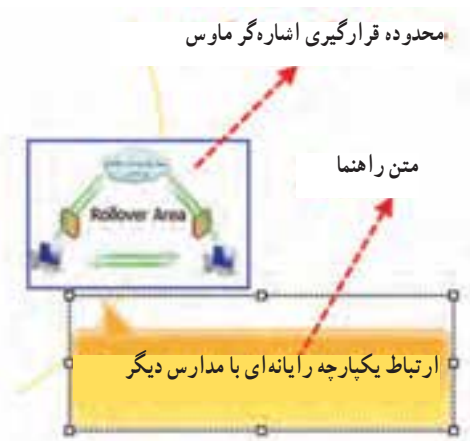 محدوده قرارگیری اشاره‌گر ماوس
متن راهنما
Rollover Area
ارتباط یکپارچه رایانه‌ای با مدارس دیگر